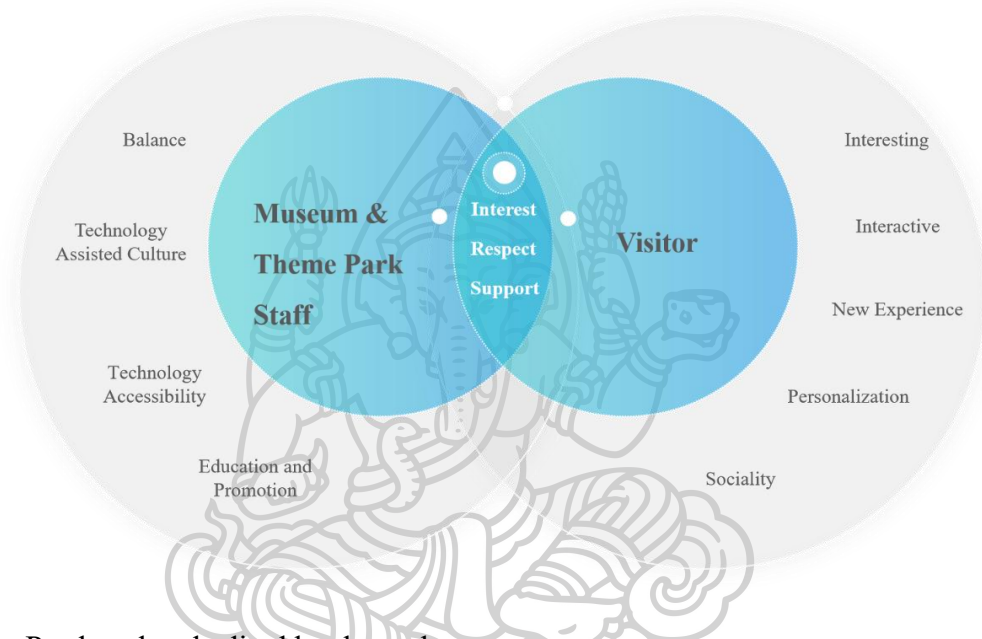 Balance
Technology
Assisted Culture
Technology
Accessibility
Education and
Promotion
Museum &
Theme Park
Staff
Interest
Respect
Support
Visitor
Interesting
Interactive
New Experience
Personalization
Sociality